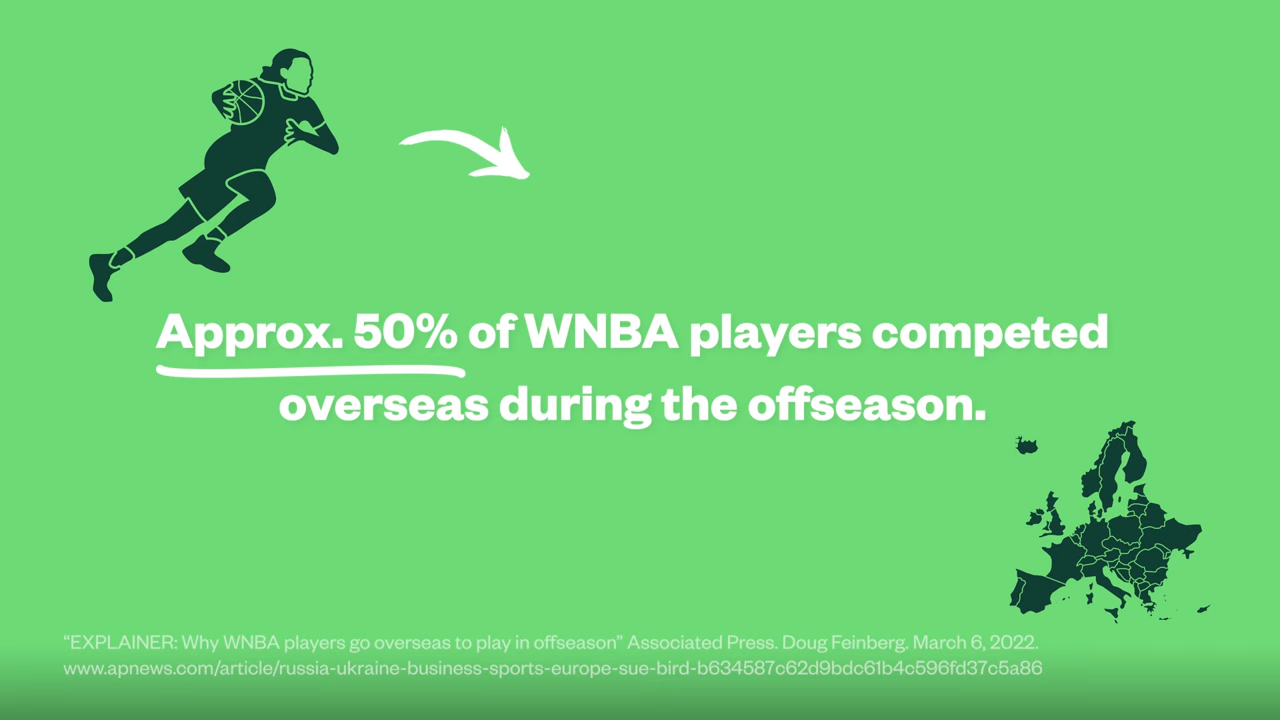 Approx. 50% of WNBA players competed
overseas during the offseason.
“EXPLAINER: Why WNBA players go overseas to play in offseason” Associated Press. Doug Feinberg. March 6, 2022.
www.apnews.com/article/russia-ukraine-business-sports-europe-sue-bird-b634587c62d9bdc61b4c596fd37c5a86